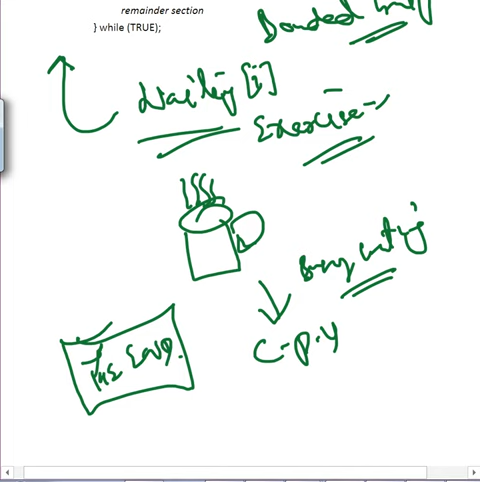 remainder section
} while (TRUE);
Bounded
waiting [i]
Exercise
Busy waiting
C-P-U
The End.